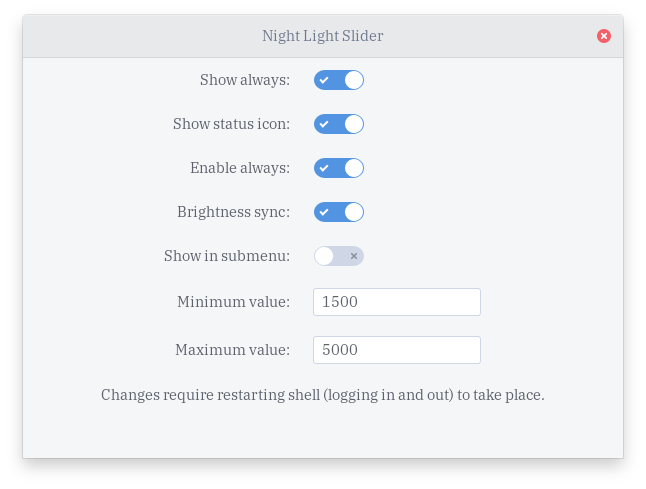 Night Light Slider
Show always:
Show status icon:
Enable always:
Brightness sync:
Show in submenu:
Minimum value: 1500
Maximum value: 5000
Changes require restarting shell (logging in and out) to take place.